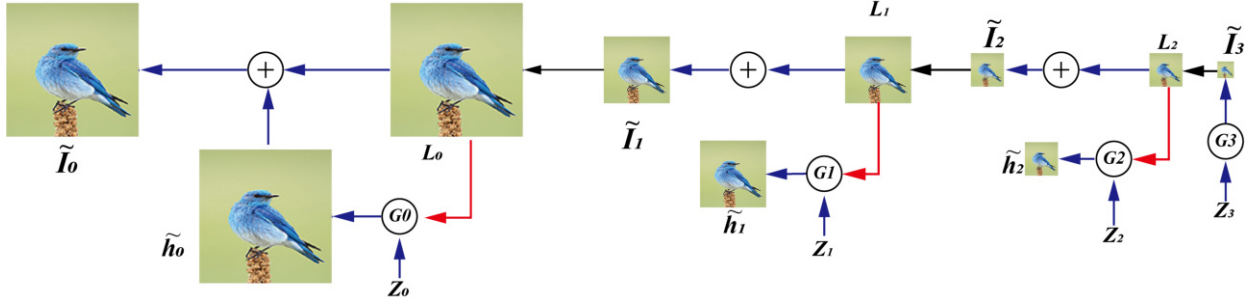 Ĩ₀
+
L₀
h̃₀
G0
Z₀
Ĩ₁
+
L₁
h̃₁
G1
Z₁
Ĩ₂
+
L₂
h̃₂
G2
Z₂
Ĩ₃
G3
Z₃